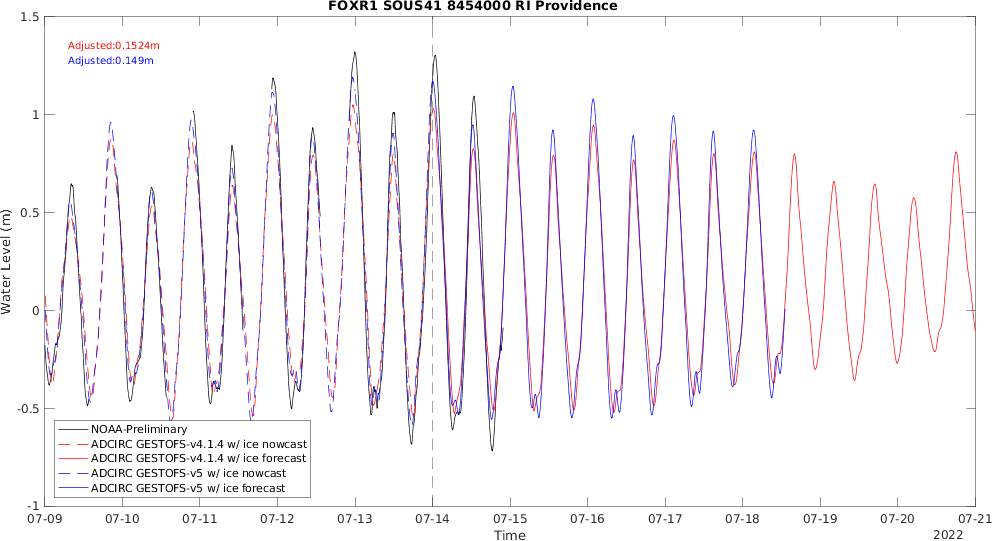 FOXR1 SOUS41 8454000 RI Providence
1.5
Adjusted:0.1524m
Adjusted:0.149m
1
0.5
Water Level (m)
0
-0.5
NOAA-Preliminary
ADCIRC GESTOFS-v4.1.4 w/ ice nowcast
ADCIRC GESTOFS-v4.1.4 w/ ice forecast
ADCIRC GESTOFS-v5 w/ ice nowcast
ADCIRC GESTOFS-v5 w/ ice forecast
-1
07-09 07-10 07-11 07-12 07-13 07-14 07-15 07-16 07-17 07-18 07-19 07-20 07-21
Time
2022